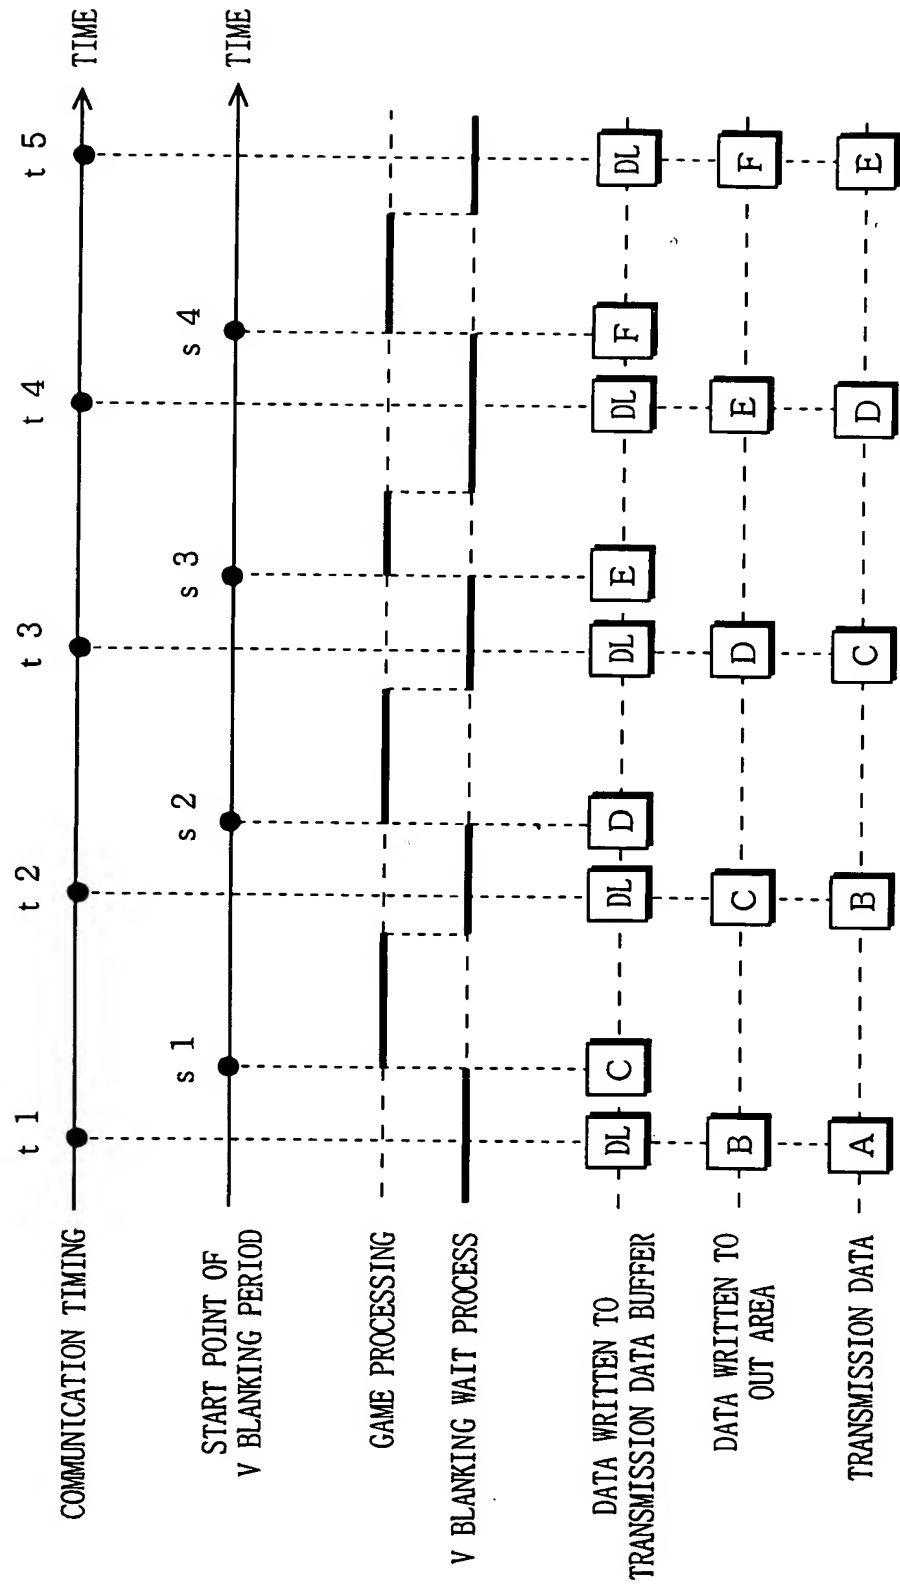 t 1 t 2 t 3 t 4 t 5
COMMUNICATION TIMING
TIME
s 1 s 2 s 3 s 4
START POINT OF
V BLANKING PERIOD
TIME
GAME PROCESSING
V BLANKING WAIT PROCESS
DATA WRITTEN TO
TRANSMISSION DATA BUFFER
DL C DL D DL E DL F DL
DATA WRITTEN TO
OUT AREA
B C D E F
TRANSMISSION DATA
A B C D E